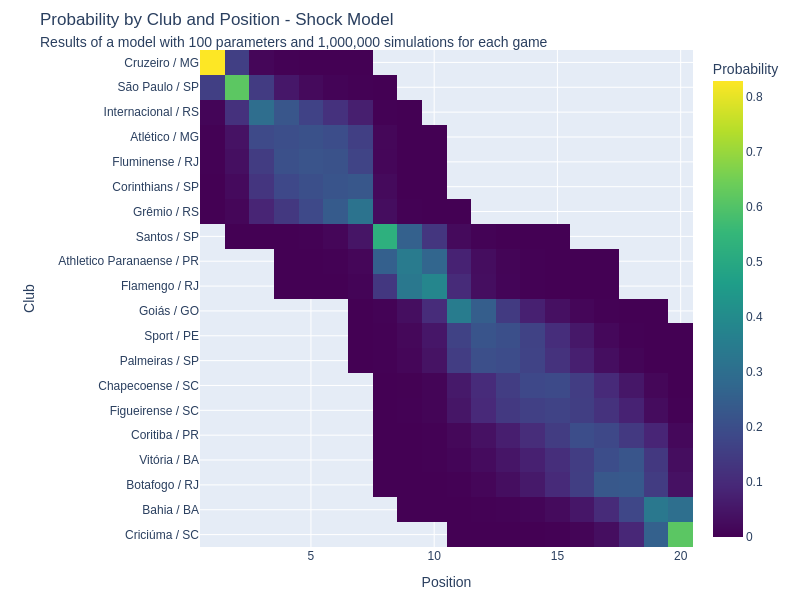 Probability by Club and Position - Shock Model
Results of a model with 100 parameters and 1,000,000 simulations for each game
Probability
Club
Cruzeiro / MG
São Paulo / SP
Internacional / RS
Atlético / MG
Fluminense / RJ
Corinthians / SP
Grêmio / RS
Santos / SP
Athletico Paranaense / PR
Flamengo / RJ
Goiás / GO
Sport / PE
Palmeiras / SP
Chapecoense / SC
Figueirense / SC
Coritiba / PR
Vitória / BA
Botafogo / RJ
Bahia / BA
Criciúma / SC
5 10 15 20
Position
0.8
0.7
0.6
0.5
0.4
0.3
0.2
0.1
0